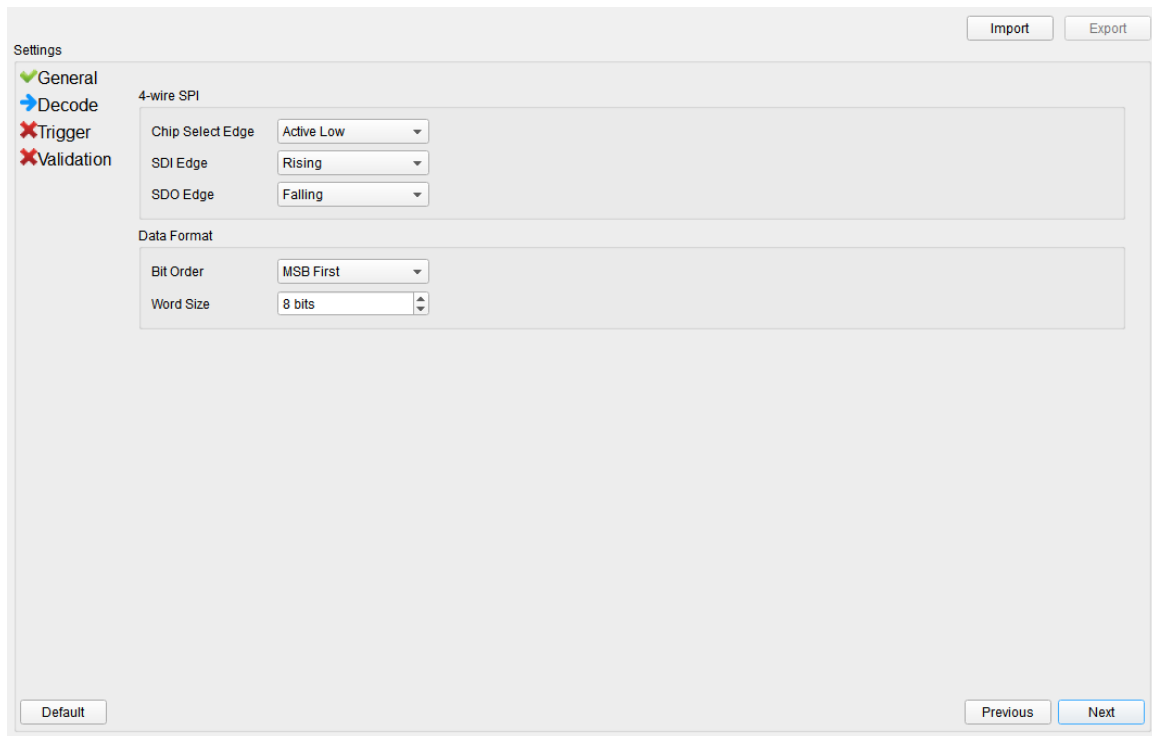 Import Export
Settings
General
Decode
Trigger
Validation
4-wire SPI
Chip Select Edge Active Low
SDI Edge Rising
SDO Edge Falling
Data Format
Bit Order MSB First
Word Size 8 bits
Default Previous Next